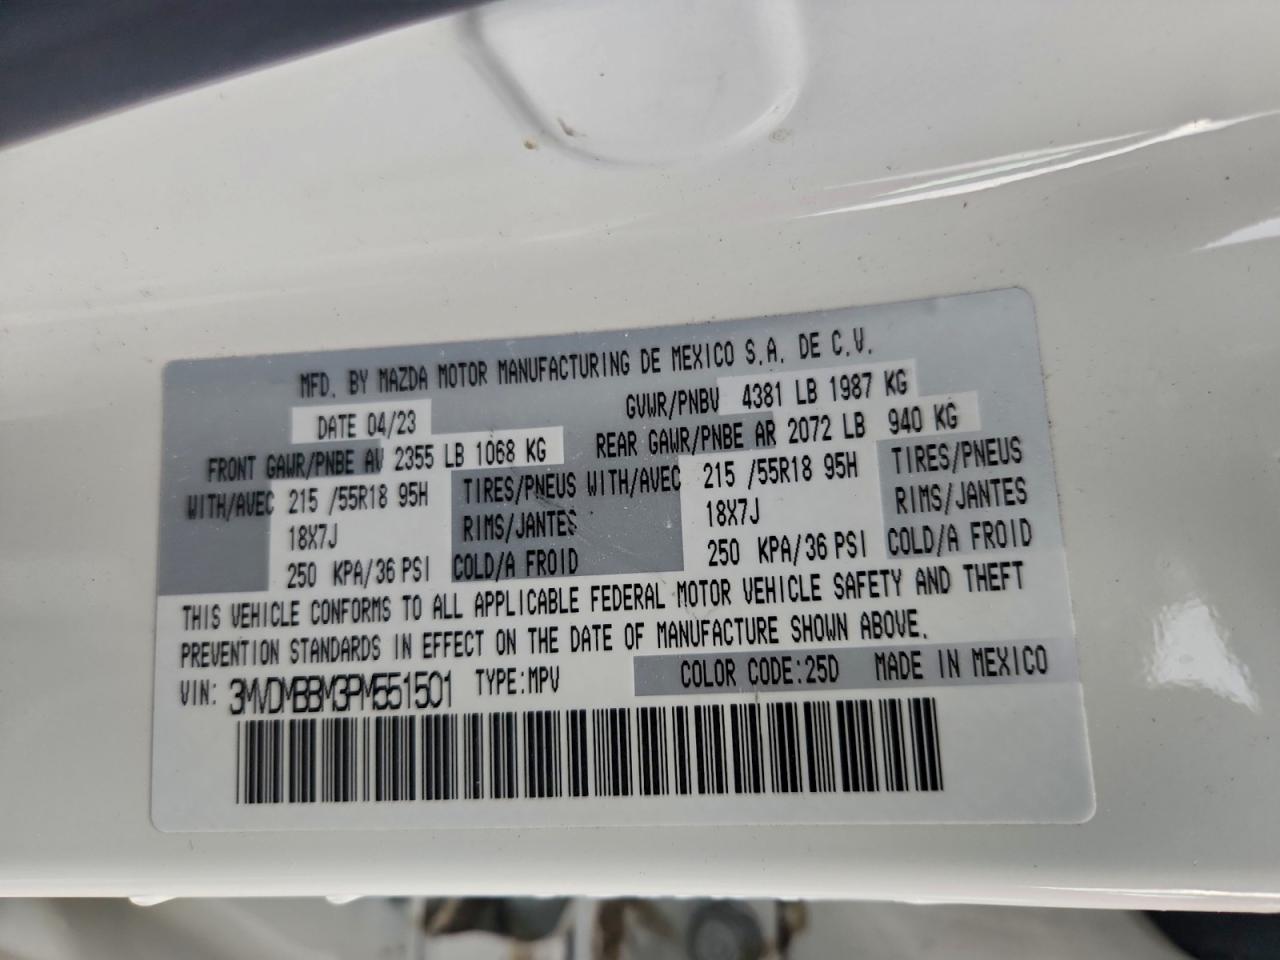 MFD. BY MAZDA MOTOR MANUFACTURING DE MEXICO S.A. DE C.V.
DATE 04/23 GVWR/PNBV 4381 LB 1987 KG
FRONT GAWR/PNBE AV 2355 LB 1068 KG REAR GAWR/PNBE AR 2072 LB 940 KG
WITH/AVEC 215 /55R18 95H TIRES/PNEUS WITH/AVEC 215 /55R18 95H TIRES/PNEUS
18X7J RIMS/JANTES 18X7J RIMS/JANTES
250 KPA/36 PSI COLD/A FROID 250 KPA/36 PSI COLD/A FROID
THIS VEHICLE CONFORMS TO ALL APPLICABLE FEDERAL MOTOR VEHICLE SAFETY AND THEFT
PREVENTION STANDARDS IN EFFECT ON THE DATE OF MANUFACTURE SHOWN ABOVE.
VIN: 3MVDMBBM3PM551501 TYPE:MPV COLOR CODE:25D MADE IN MEXICO